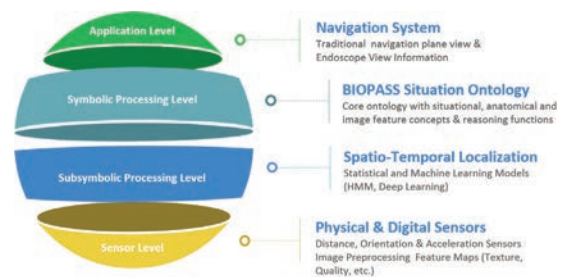 Application Level
Navigation System
Traditional navigation plane view &
Endoscope View Information
Symbolic Processing Level
BIOPASS Situation Ontology
Core ontology with situational, anatomical and
image feature concepts & reasoning functions
Subsymbolic Processing Level
Spatio-Temporal Localization
Statistical and Machine Learning Models
(HMM, Deep Learning)
Sensor Level
Physical & Digital Sensors
Distance, Orientation & Acceleration Sensors
Image Preprocessing Feature Maps (Texture,
Quality, etc.)